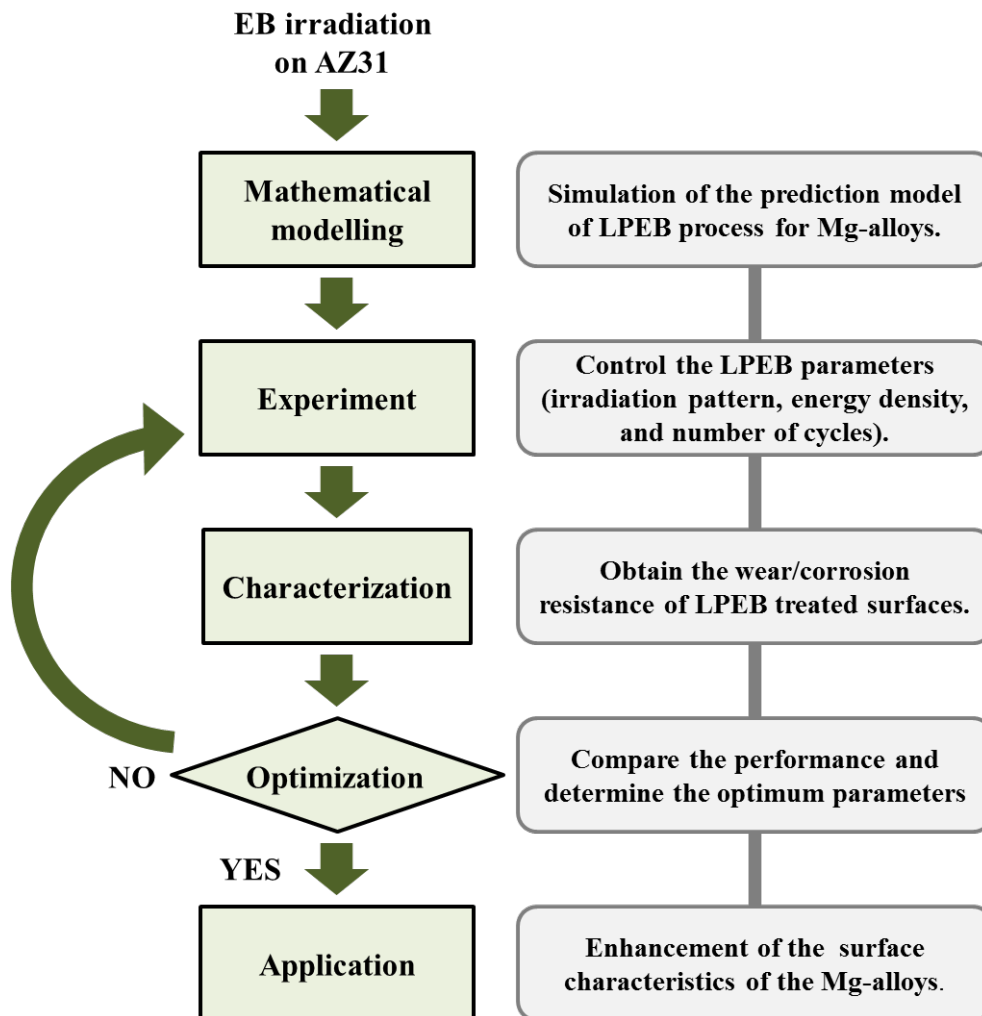 EB irradiation
on AZ31
Mathematical
modelling
Simulation of the prediction model
of LPEB process for Mg-alloys.
Experiment
Control the LPEB parameters
(irradiation pattern, energy density,
and number of cycles).
Characterization
Obtain the wear/corrosion
resistance of LPEB treated surfaces.
NO
Optimization
Compare the performance and
determine the optimum parameters
YES
Application
Enhancement of the surface
characteristics of the Mg-alloys.